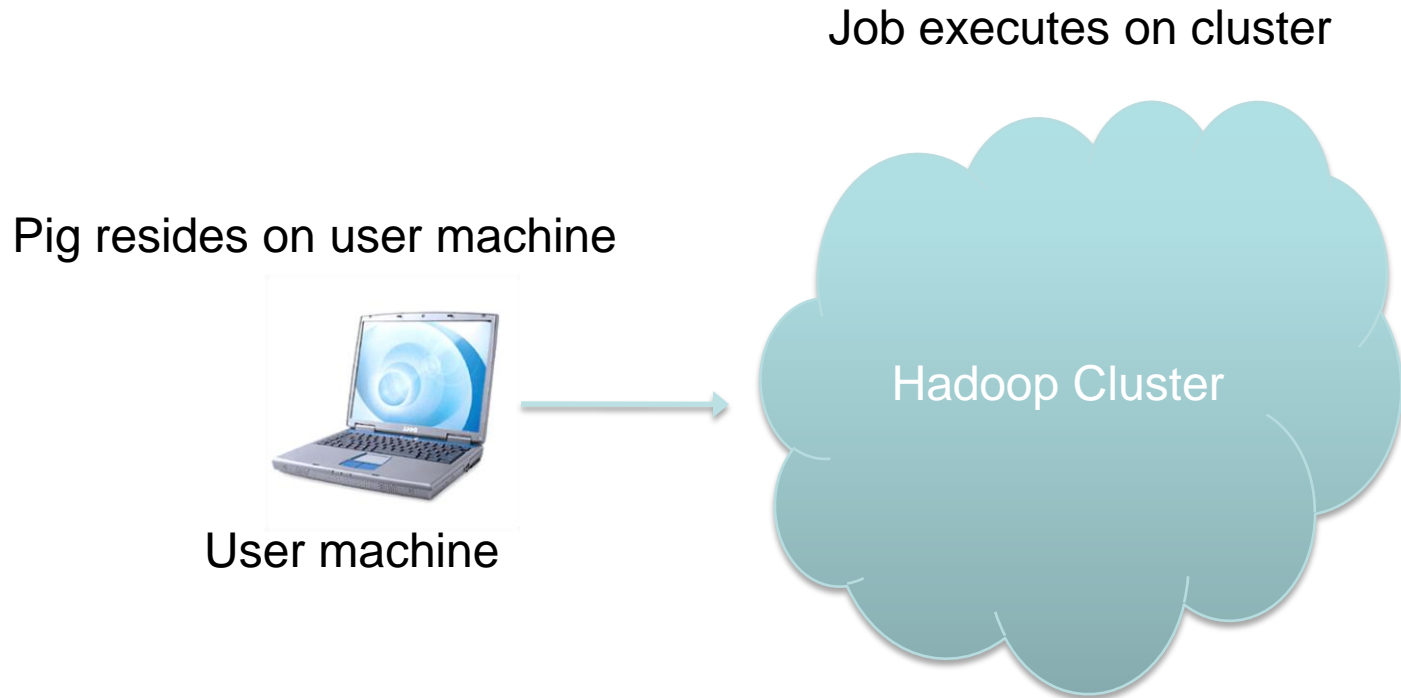 Job executes on cluster
Pig resides on user machine
Hadoop Cluster
User machine